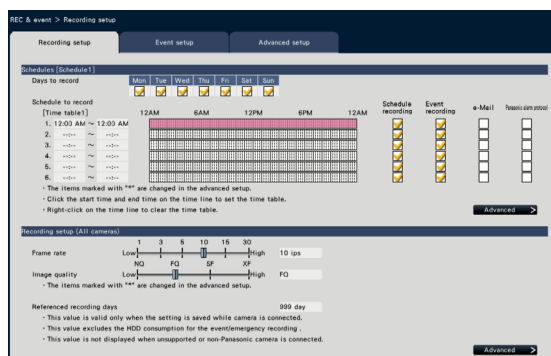 REC & event > Recording setup
Recording setup Event setup Advanced setup
Schedules [Schedule1]
Days to record Mon Tue Wed Thu Fri Sat Sun
Schedule to record
[Time table1] 12AM 6AM 12PM 6PM 12AM Schedule recording Event recording e-Mail Panasonic alarm protocol
1. 12:00 AM ~ 12:00 AM
2. --:-- ~ --:--
3. --:-- ~ --:--
4. --:-- ~ --:--
5. --:-- ~ --:--
6. --:-- ~ --:--
・The items marked with "*" are changed in the advanced setup.
・Click the start time and end time on the time line to set the time table.
・Right-click on the time line to clear the time table.
Advanced >
Recording setup (All cameras)
1 3 5 10 15 30
Frame rate Low High 10 ips
NQ FQ SF XF
Image quality Low High FQ
・The items marked with "*" are changed in the advanced setup.
Referenced recording days 999 day
・This value is valid only when the setting is saved while camera is connected.
・This value excludes the HDD consumption for the event/emergency recording .
・This value is not displayed when unsupported or non-Panasonic camera is connected.
Advanced >